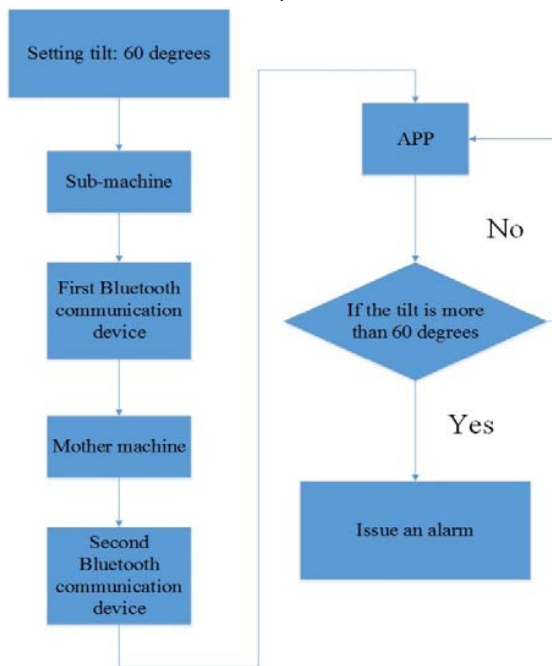 Setting tilt: 60 degrees
Sub-machine
First Bluetooth
communication
device
Mother machine
Second
Bluetooth
communication
device
APP
No
If the tilt is more
than 60 degrees
Yes
Issue an alarm